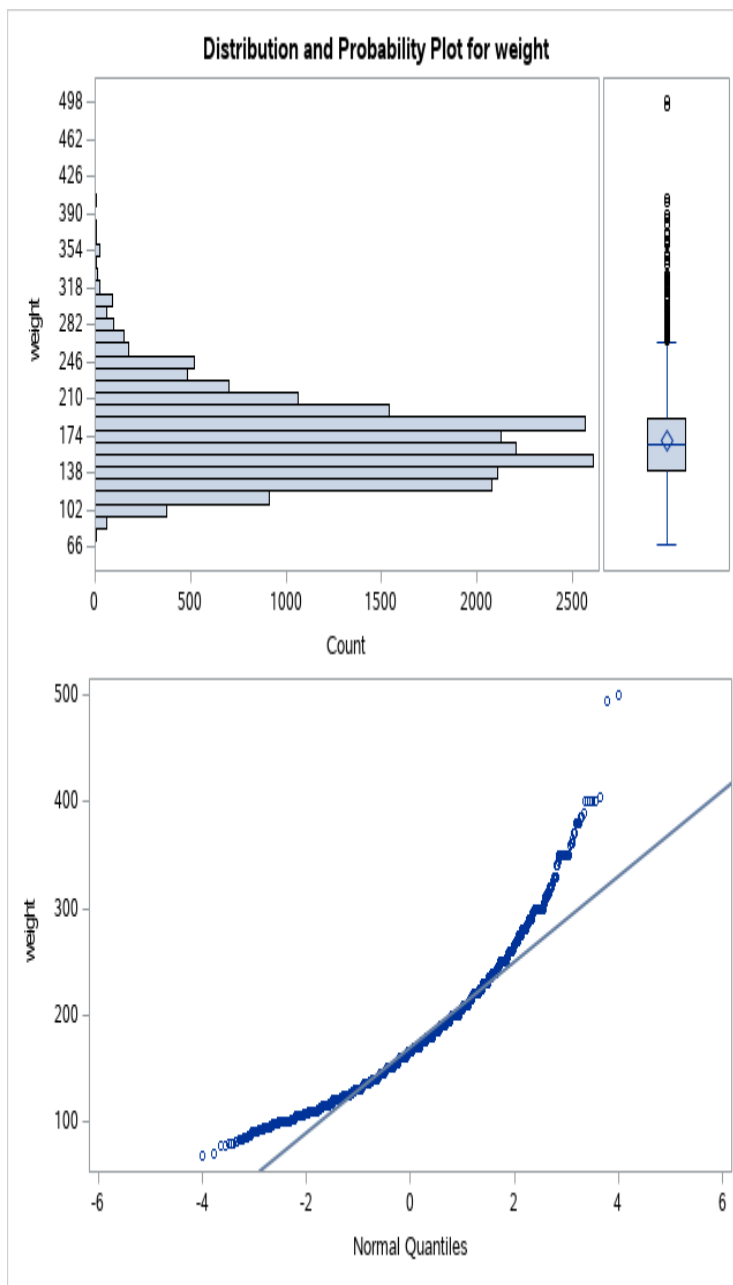 Distribution and Probability Plot for weight
498
462
426
390
354
318
282
246
210
174
138
102
66
weight
0 500 1000 1500 2000 2500
Count
500
400
300
200
100
weight
-6 -4 -2 0 2 4 6
Normal Quantiles